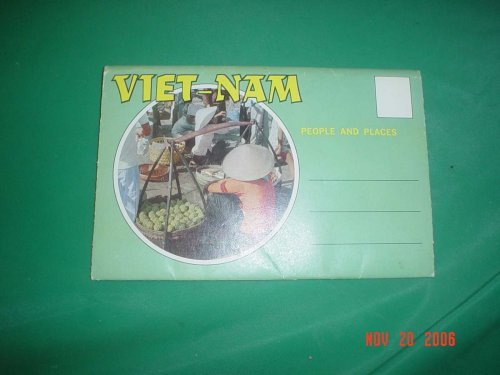 VIET-NAM
PEOPLE AND PLACES
NOV 20 2006